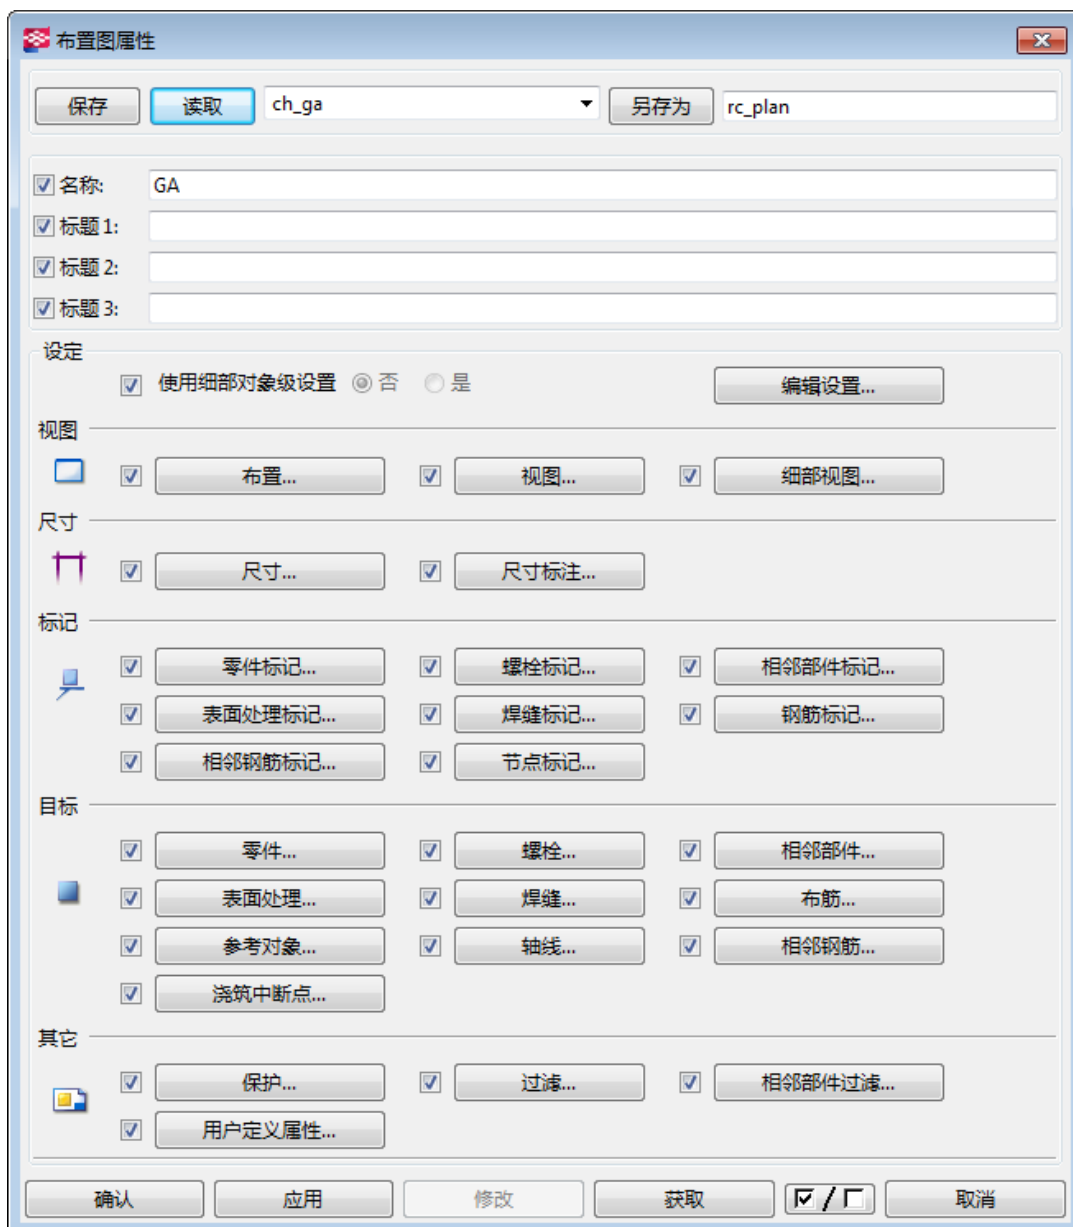 布置图属性
保存 读取 ch_ga 另存为 rc_plan
名称: GA
标题 1:
标题 2:
标题 3:
设定
使用细部对象级设置 否 是 编辑设置...
视图
布置... 视图... 细部视图...
尺寸
尺寸... 尺寸标注...
标记
零件标记... 螺栓标记... 相邻部件标记...
表面处理标记... 焊缝标记... 钢筋标记...
相邻钢筋标记... 节点标记...
目标
零件... 螺栓... 相邻部件...
表面处理... 焊缝... 布筋...
参考对象... 轴线... 相邻钢筋...
浇筑中断点...
其它
保护... 过滤... 相邻部件过滤...
用户定义属性...
确认 应用 修改 获取 / 取消